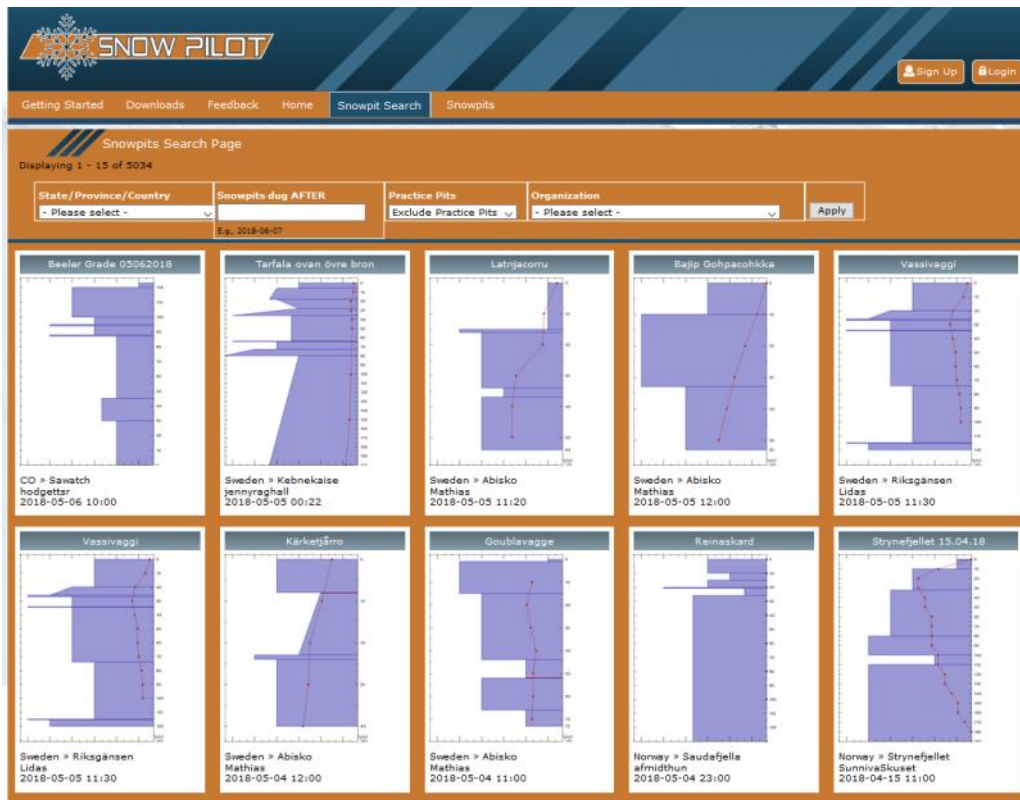 SNOW PILOT
Sign Up Login
Getting Started Downloads Feedback Home Snowpit Search Snowpits
Snowpits Search Page
Displaying 1 - 15 of 5034
State/Province/Country Snowpits dug AFTER Practice Pits Organization
- Please select - Exclude Practice Pits - Please select - Apply
E.g., 2018-06-07
Beeler Grade 05062018 Tarfala ovan övre bron Latnjacorru Bajip Gohpacohkka Vassivaggi
CO » Sawatch Sweden » Kebnekaise Sweden » Abisko Sweden » Abisko Sweden » Riksgänsen
hodgettsr jennyraghall Mathias Mathias Lidas
2018-05-06 10:00 2018-05-05 00:22 2018-05-05 11:20 2018-05-05 12:00 2018-05-05 11:30
Vassivaggi Kärketjårro Goublavagge Reinaskard Strynefjellet 15.04.18
Sweden » Riksgänsen Sweden » Abisko Sweden » Abisko Norway » Saudafjella Norway » Strynefjellet
Lidas Mathias Mathias afmidthun SunnivaSkuset
2018-05-05 11:30 2018-05-04 12:00 2018-05-04 11:00 2018-05-04 23:00 2018-04-15 11:00